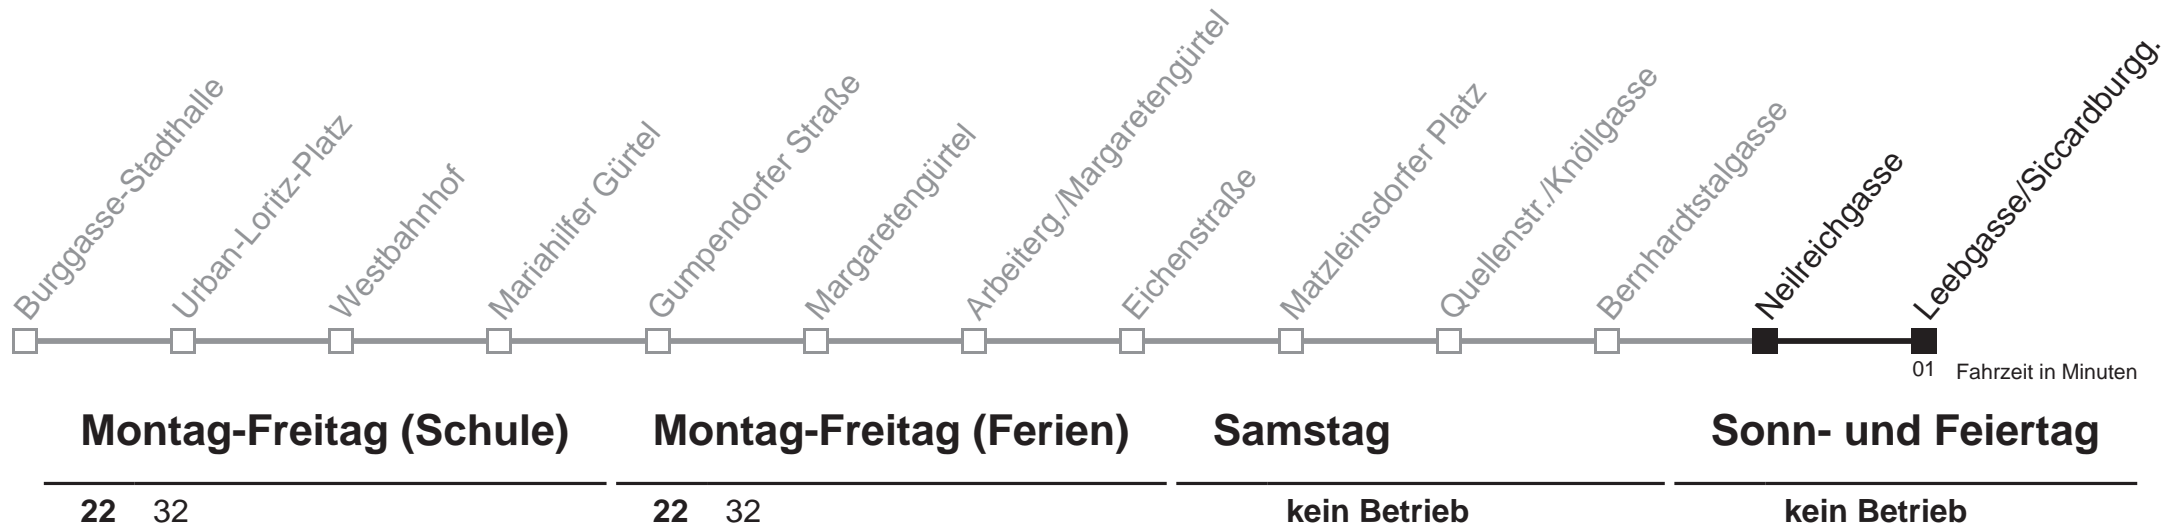 Burggasse-Stadthalle
Urban-Loritz-Platz
Westbahnhof
Mariahilfer Gürtel
Gumpendorfer Straße
Margaretengürtel
Arbeiterg./Margaretengürtel
Eichenstraße
Matzleinsdorfer Platz
Quellenstr./Knöllgasse
Bernhardtstalgasse
Neilreichgasse
Leebgasse/Siccardburgg.
01 Fahrzeit in Minuten
Montag-Freitag (Schule) Montag-Freitag (Ferien) Samstag Sonn- und Feiertag
22 32 22 32 kein Betrieb kein Betrieb